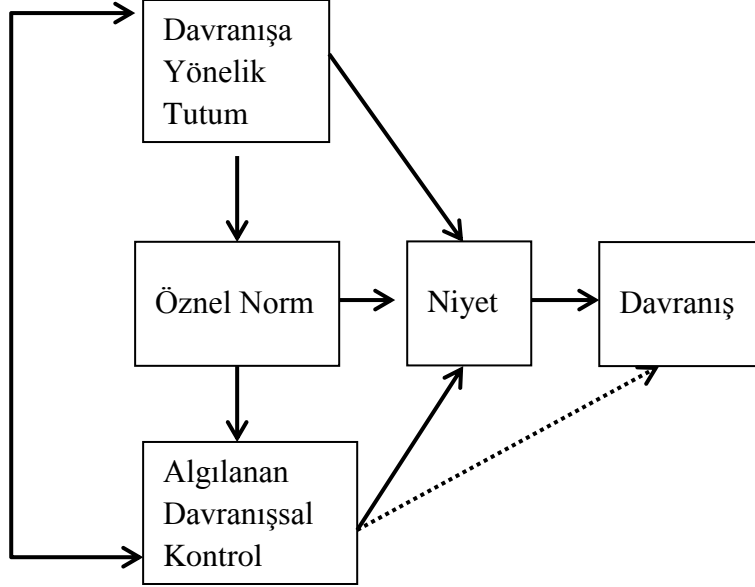 Davranışa
Yönelik
Tutum
Öznel Norm
Niyet
Davranış
Algılanan
Davranışsal
Kontrol